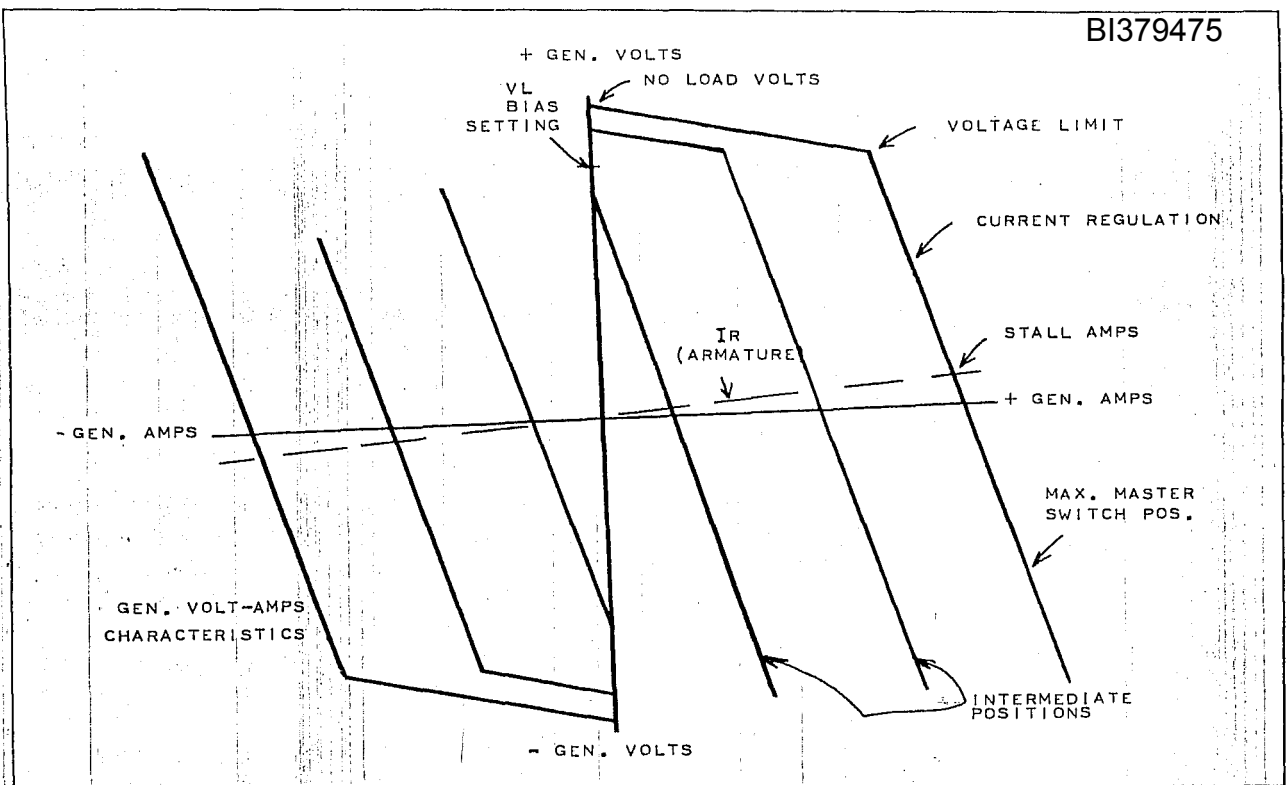 BI379475
+ GEN. VOLTS
NO LOAD VOLTS
VL
BIAS
SETTING
VOLTAGE LIMIT
CURRENT REGULATION
STALL AMPS
IR
(ARMATURE)
+ GEN. AMPS
- GEN. AMPS
MAX. MASTER
SWITCH POS.
GEN. VOLT-AMPS
CHARACTERISTICS
INTERMEDIATE
POSITIONS
- GEN. VOLTS